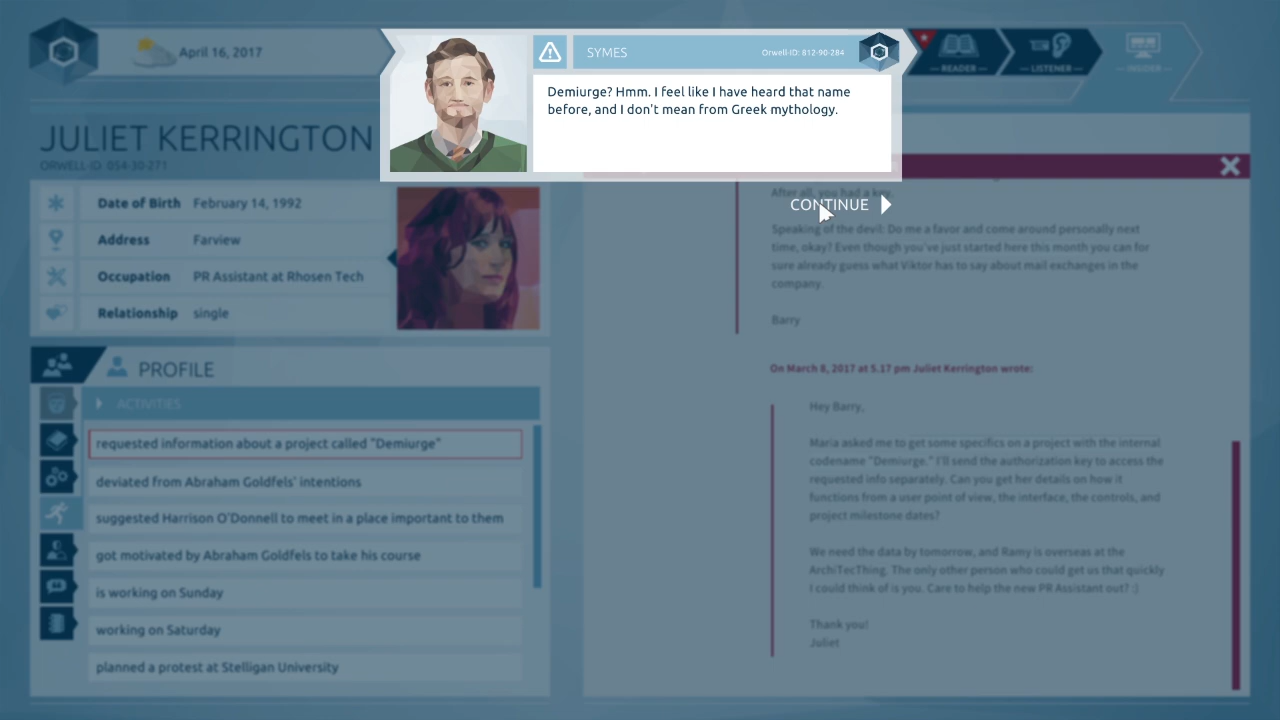 April 16, 2017
SYMES
Orwell-ID: 812-90-284
Demiurge? Hmm. I feel like I have heard that name
before, and I don't mean from Greek mythology.
CONTINUE
— READER —
— LISTENER —
— INSIDER —
JULIET KERRINGTON
ORWELL-ID: 054-30-271
Date of Birth February 14, 1992
Address Farview
Occupation PR Assistant at Rhosen Tech
Relationship single
PROFILE
ACTIVITIES
requested information about a project called "Demiurge"
deviated from Abraham Goldfels' intentions
suggested Harrison O'Donnell to meet in a place important to them
got motivated by Abraham Goldfels to take his course
is working on Sunday
working on Saturday
planned a protest at Stelligan University
After all, you had a key.
Speaking of the devil: Do me a favor and come around personally next
time, okay? Even though you've just started here this month you can for
sure already guess what Viktor has to say about mail exchanges in the
company.
Barry
On March 8, 2017 at 5.17 pm Juliet Kerrington wrote:
Hey Barry,
Maria asked me to get some specifics on a project with the internal
codename "Demiurge." I'll send the authorization key to access the
requested info separately. Can you get her details on how it
functions from a user point of view, the interface, the controls, and
project milestone dates?
We need the data by tomorrow, and Ramy is overseas at the
ArchiTecThing. The only other person who could get us that quickly
I could think of is you. Care to help the new PR Assistant out? :)
Thank you!
Juliet